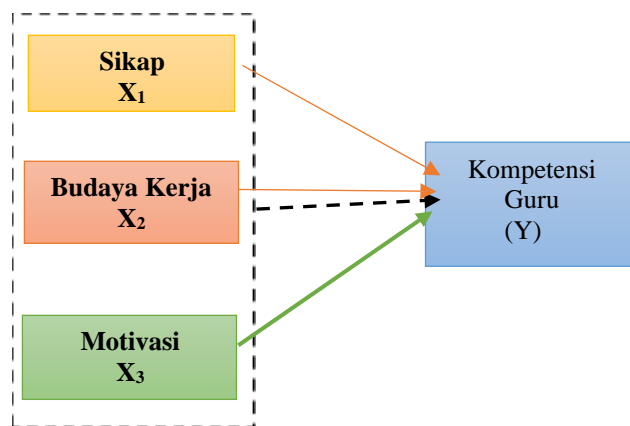 Sikap
X₁
Budaya Kerja
X₂
Motivasi
X₃
Kompetensi
Guru
(Y)